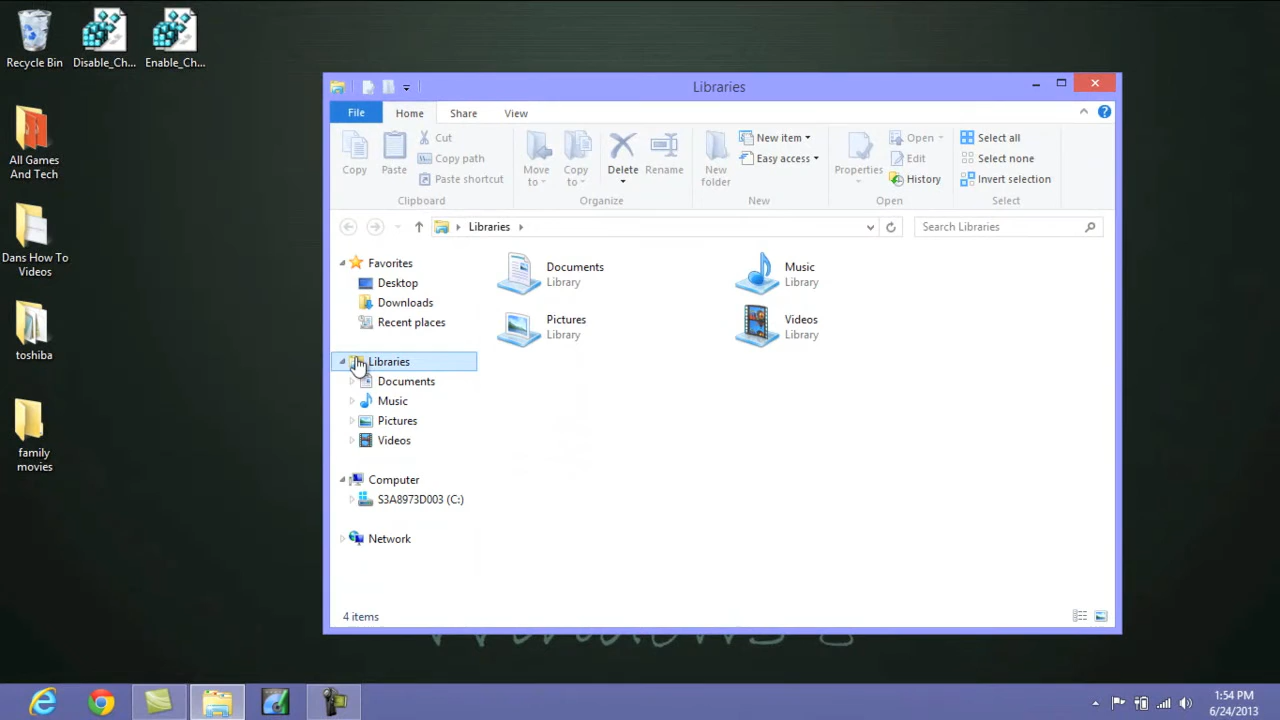 Recycle Bin
Disable_Ch...
Enable_Ch...
All Games
And Tech
Dans How To
Videos
toshiba
family
movies
Libraries
File
Home
Share
View
Copy
Paste
Cut
Copy path
Paste shortcut
Clipboard
Move
to
Copy
to
Delete
Rename
Organize
New
folder
New item
Easy access
New
Properties
Open
Edit
History
Open
Select all
Select none
Invert selection
Select
Libraries
Search Libraries
Favorites
Desktop
Downloads
Recent places
Libraries
Documents
Music
Pictures
Videos
Computer
S3A8973D003 (C:)
Network
Documents
Library
Music
Library
Pictures
Library
Videos
Library
4 items
1:54 PM
6/24/2013